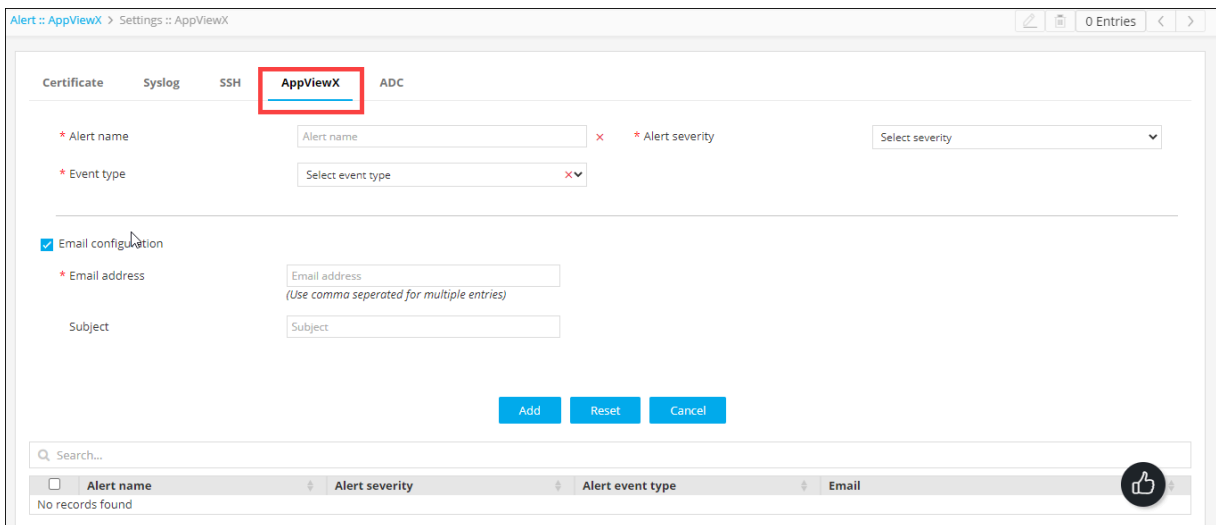 Alert :: AppViewX > Settings :: AppViewX
0 Entries
Certificate Syslog SSH AppViewX ADC
* Alert name Alert name * Alert severity Select severity
* Event type Select event type
Email configuration
* Email address Email address
(Use comma seperated for multiple entries)
Subject Subject
Add Reset Cancel
Search...
Alert name Alert severity Alert event type Email
No records found